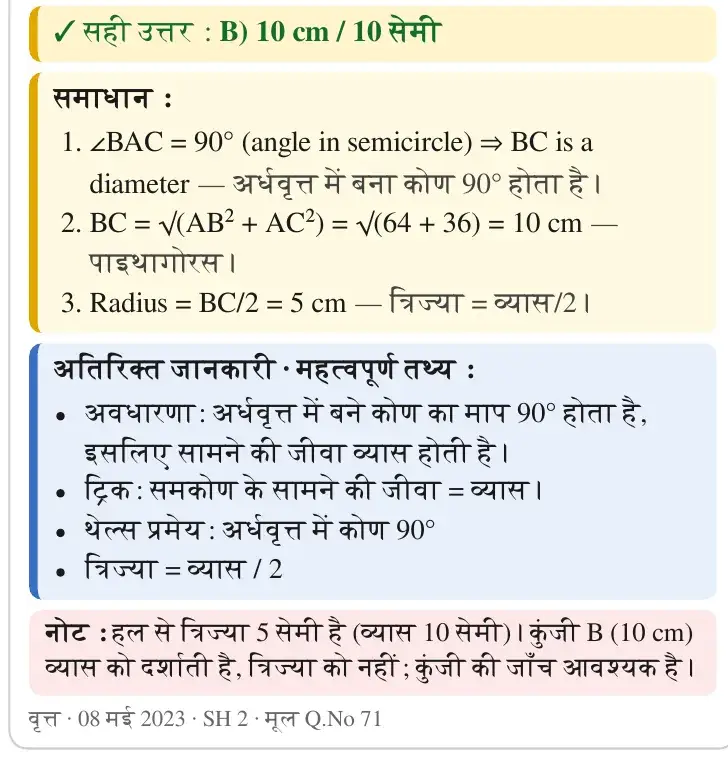 ✓ सही उत्तर : B) 10 cm / 10 सेमी
समाधान :
1. ∠BAC = 90° (angle in semicircle) ⇒ BC is a
diameter — अर्धवृत्त में बना कोण 90° होता है।
2. BC = √(AB² + AC²) = √(64 + 36) = 10 cm —
पाइथागोरस।
3. Radius = BC/2 = 5 cm — त्रिज्या = व्यास/2।
अतिरिक्त जानकारी · महत्वपूर्ण तथ्य :
• अवधारणा : अर्धवृत्त में बने कोण का माप 90° होता है,
इसलिए सामने की जीवा व्यास होती है।
• ट्रिक : समकोण के सामने की जीवा = व्यास।
• थेल्स प्रमेय : अर्धवृत्त में कोण 90°
• त्रिज्या = व्यास / 2
नोट : हल से त्रिज्या 5 सेमी है (व्यास 10 सेमी)। कुंजी B (10 cm)
व्यास को दर्शाती है, त्रिज्या को नहीं ; कुंजी की जाँच आवश्यक है।
वृत्त · 08 मई 2023 · SH 2 · मूल Q.No 71